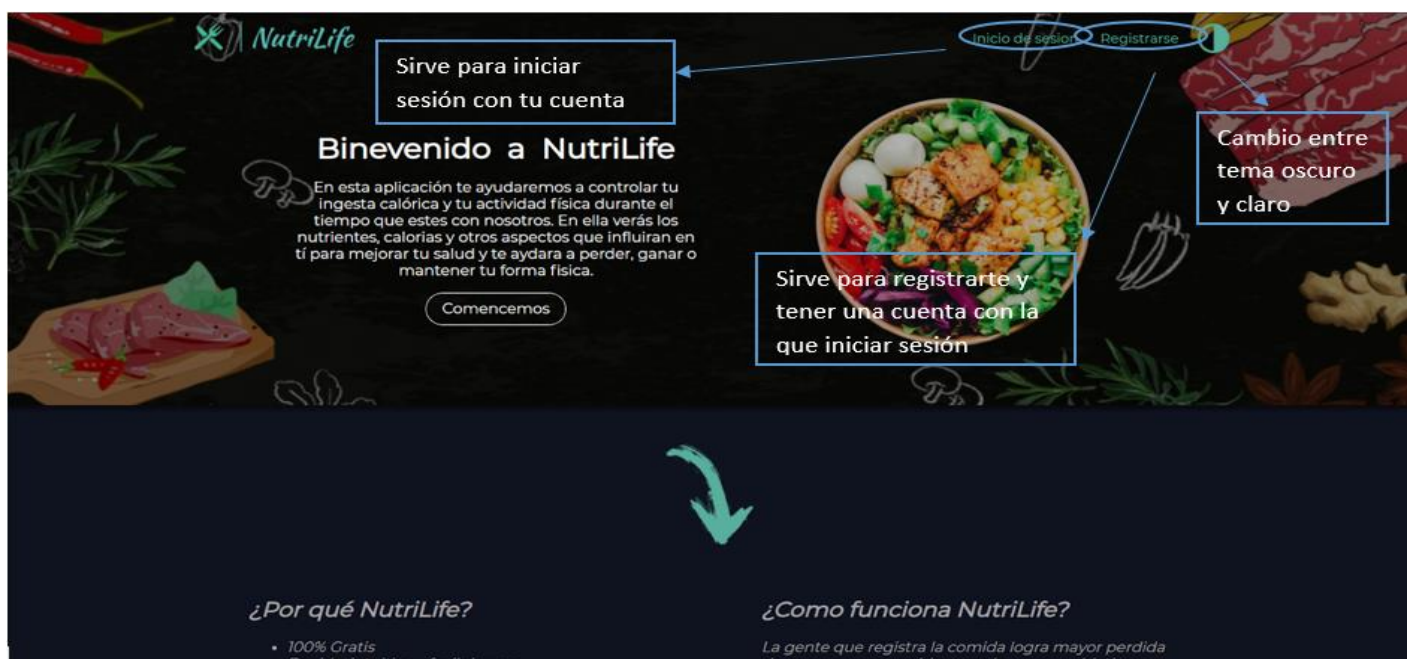 NutriLife
Inicio de sesion
Registrarse
Sirve para iniciar
sesión con tu cuenta
Cambio entre
tema oscuro
y claro
Binevenido a NutriLife
En esta aplicación te ayudaremos a controlar tu
ingesta calórica y tu actividad física durante el
tiempo que estes con nosotros. En ella verás los
nutrientes, calorias y otros aspectos que influiran en
tí para mejorar tu salud y te aydara a perder, ganar o
mantener tu forma fisica.
Comencemos
Sirve para registrarte y
tener una cuenta con la
que iniciar sesión
¿Por qué NutriLife?
• 100% Gratis
¿Como funciona NutriLife?
La gente que registra la comida logra mayor perdida